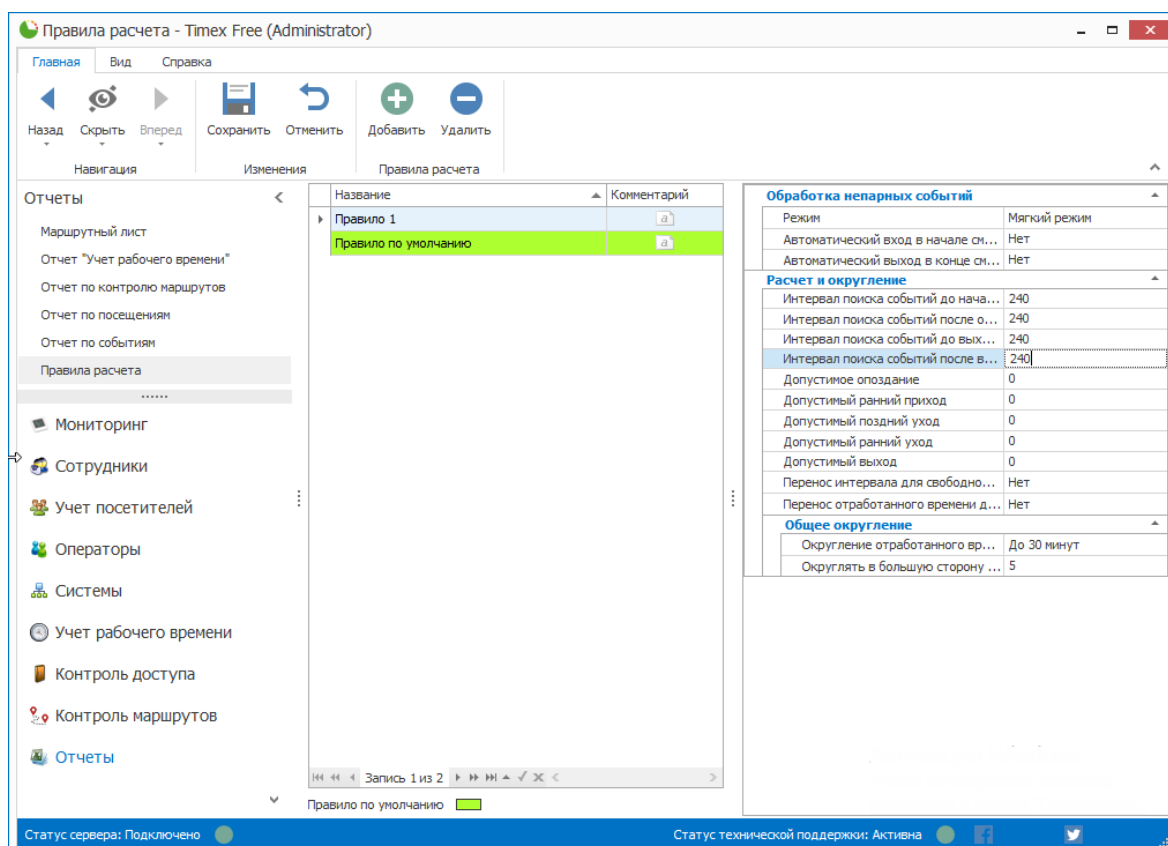 Правила расчета - Timex Free (Administrator)
Главная Вид Справка
Назад Скрыть Вперед Сохранить Отменить Добавить Удалить
Навигация Изменения Правила расчета
Отчеты
Маршрутный лист
Отчет "Учет рабочего времени"
Отчет по контролю маршрутов
Отчет по посещениям
Отчет по событиям
Правила расчета
Мониторинг
Сотрудники
Учет посетителей
Операторы
Системы
Учет рабочего времени
Контроль доступа
Контроль маршрутов
Отчеты
Название Комментарий
Правило 1 a
Правило по умолчанию a
Запись 1 из 2
Правило по умолчанию
Обработка непарных событий
Режим Мягкий режим
Автоматический вход в начале см... Нет
Автоматический выход в конце см... Нет
Расчет и округление
Интервал поиска событий до нача... 240
Интервал поиска событий после о... 240
Интервал поиска событий до вых... 240
Интервал поиска событий после в... 240
Допустимое опоздание 0
Допустимый ранний приход 0
Допустимый поздний уход 0
Допустимый ранний уход 0
Допустимый выход 0
Перенос интервала для свободно... Нет
Перенос отработанного времени д... Нет
Общее округление
Округление отработанного вр... До 30 минут
Округлять в большую сторону ... 5
Статус сервера: Подключено Статус технической поддержки: Активна